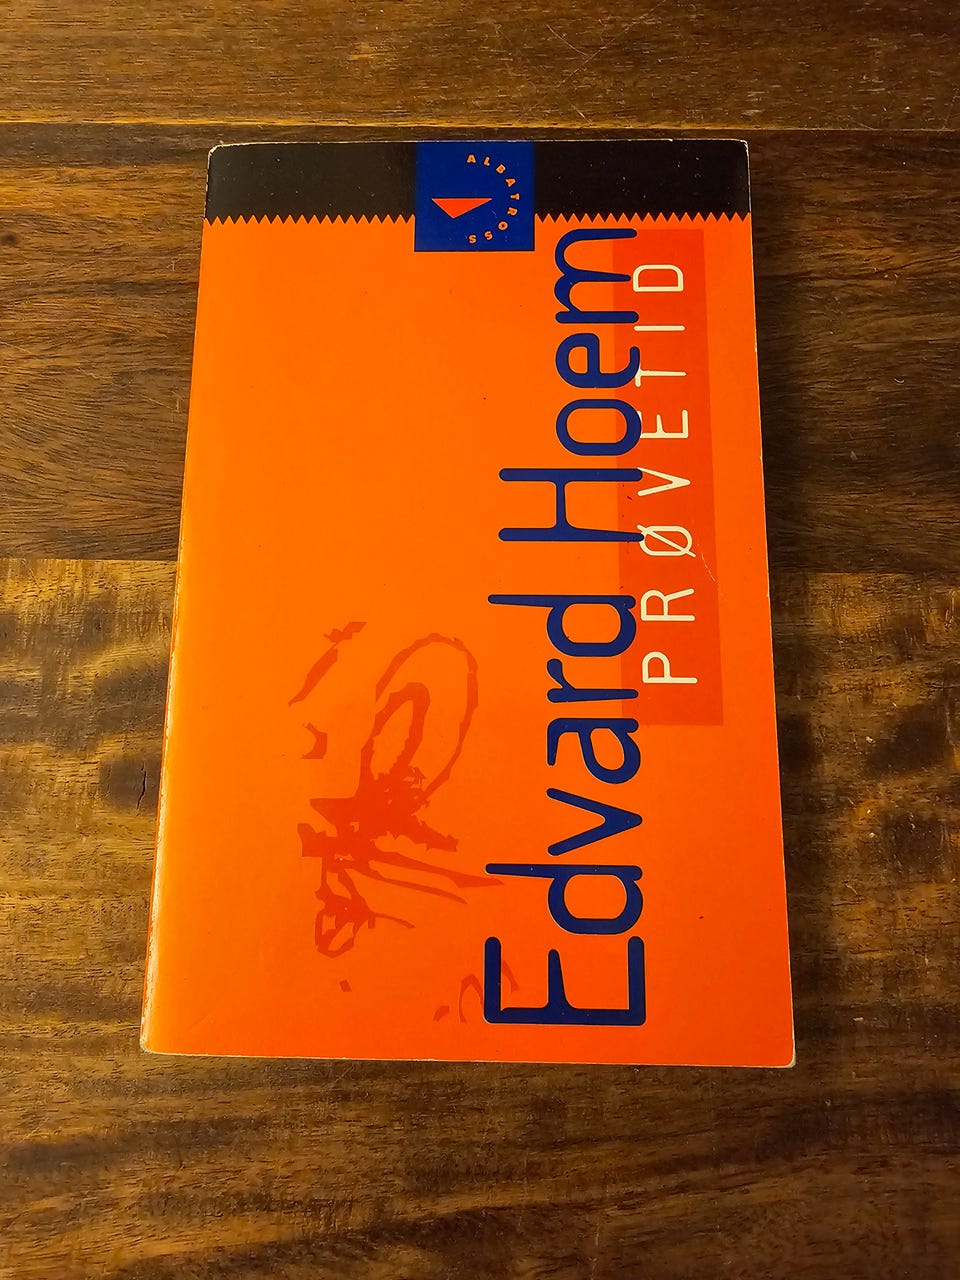 ALBATROSS
Edvard Hoem
PRØVETID